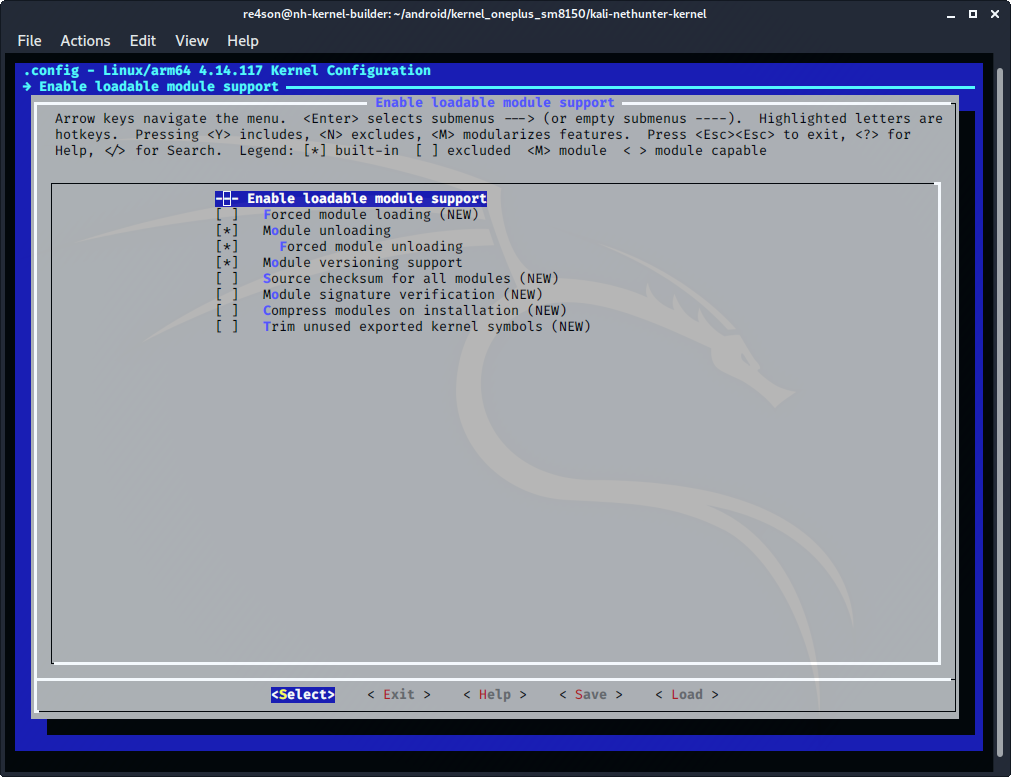 re4son@nh-kernel-builder: ~/android/kernel_oneplus_sm8150/kali-nethunter-kernel
File Actions Edit View Help
.config - Linux/arm64 4.14.117 Kernel Configuration
→ Enable loadable module support
Enable loadable module support
Arrow keys navigate the menu. <Enter> selects submenus ---> (or empty submenus ----). Highlighted letters are
hotkeys. Pressing <Y> includes, <N> excludes, <M> modularizes features. Press <Esc><Esc> to exit, <?> for
Help, </> for Search. Legend: [*] built-in [ ] excluded <M> module < > module capable
--- Enable loadable module support
[ ] Forced module loading (NEW)
[*] Module unloading
[*] Forced module unloading
[*] Module versioning support
[ ] Source checksum for all modules (NEW)
[ ] Module signature verification (NEW)
[ ] Compress modules on installation (NEW)
[ ] Trim unused exported kernel symbols (NEW)
<Select> < Exit > < Help > < Save > < Load >